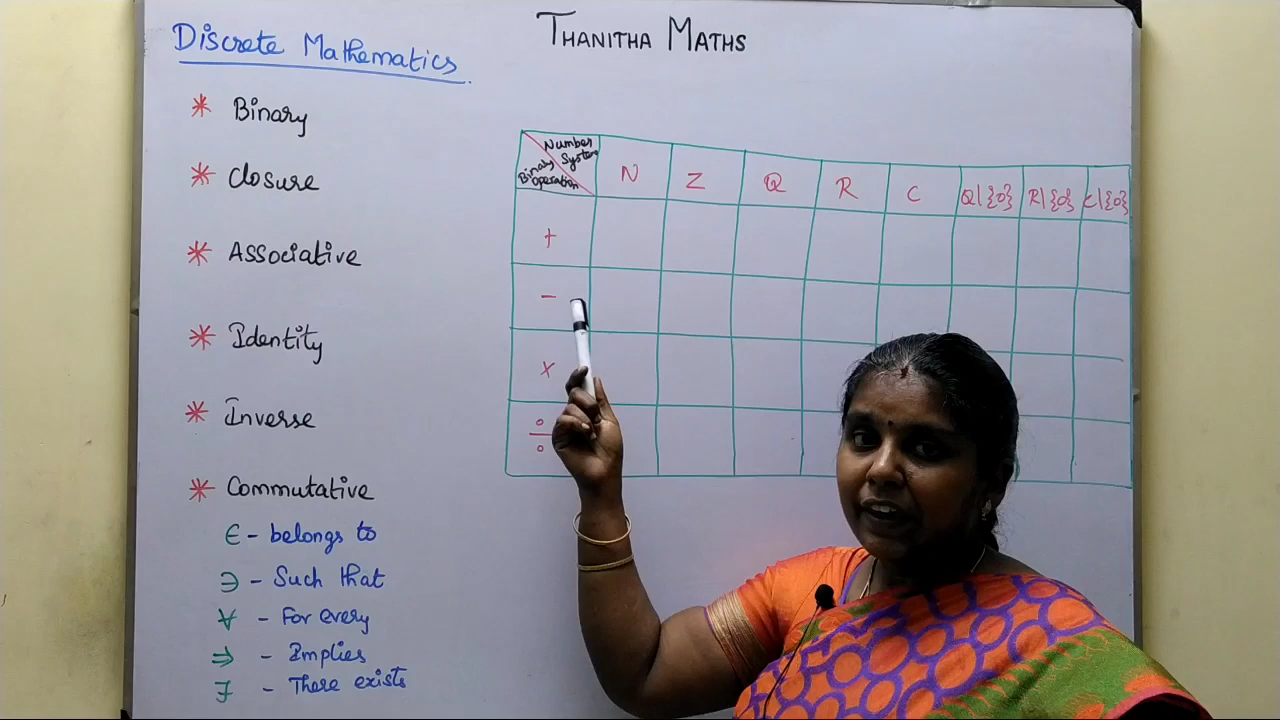 THANITHA MATHS
Discrete Mathematics
* Binary
* Closure
* Associative
* Identity
* Inverse
* Commutative
∈ - belongs to
∋ - Such that
∀ - For every
⇒ - Implies
∃ - There exists
Number System
Binary Operation
N Z Q R C Q|{0} R|{0} C|{0}
+
-
×
÷